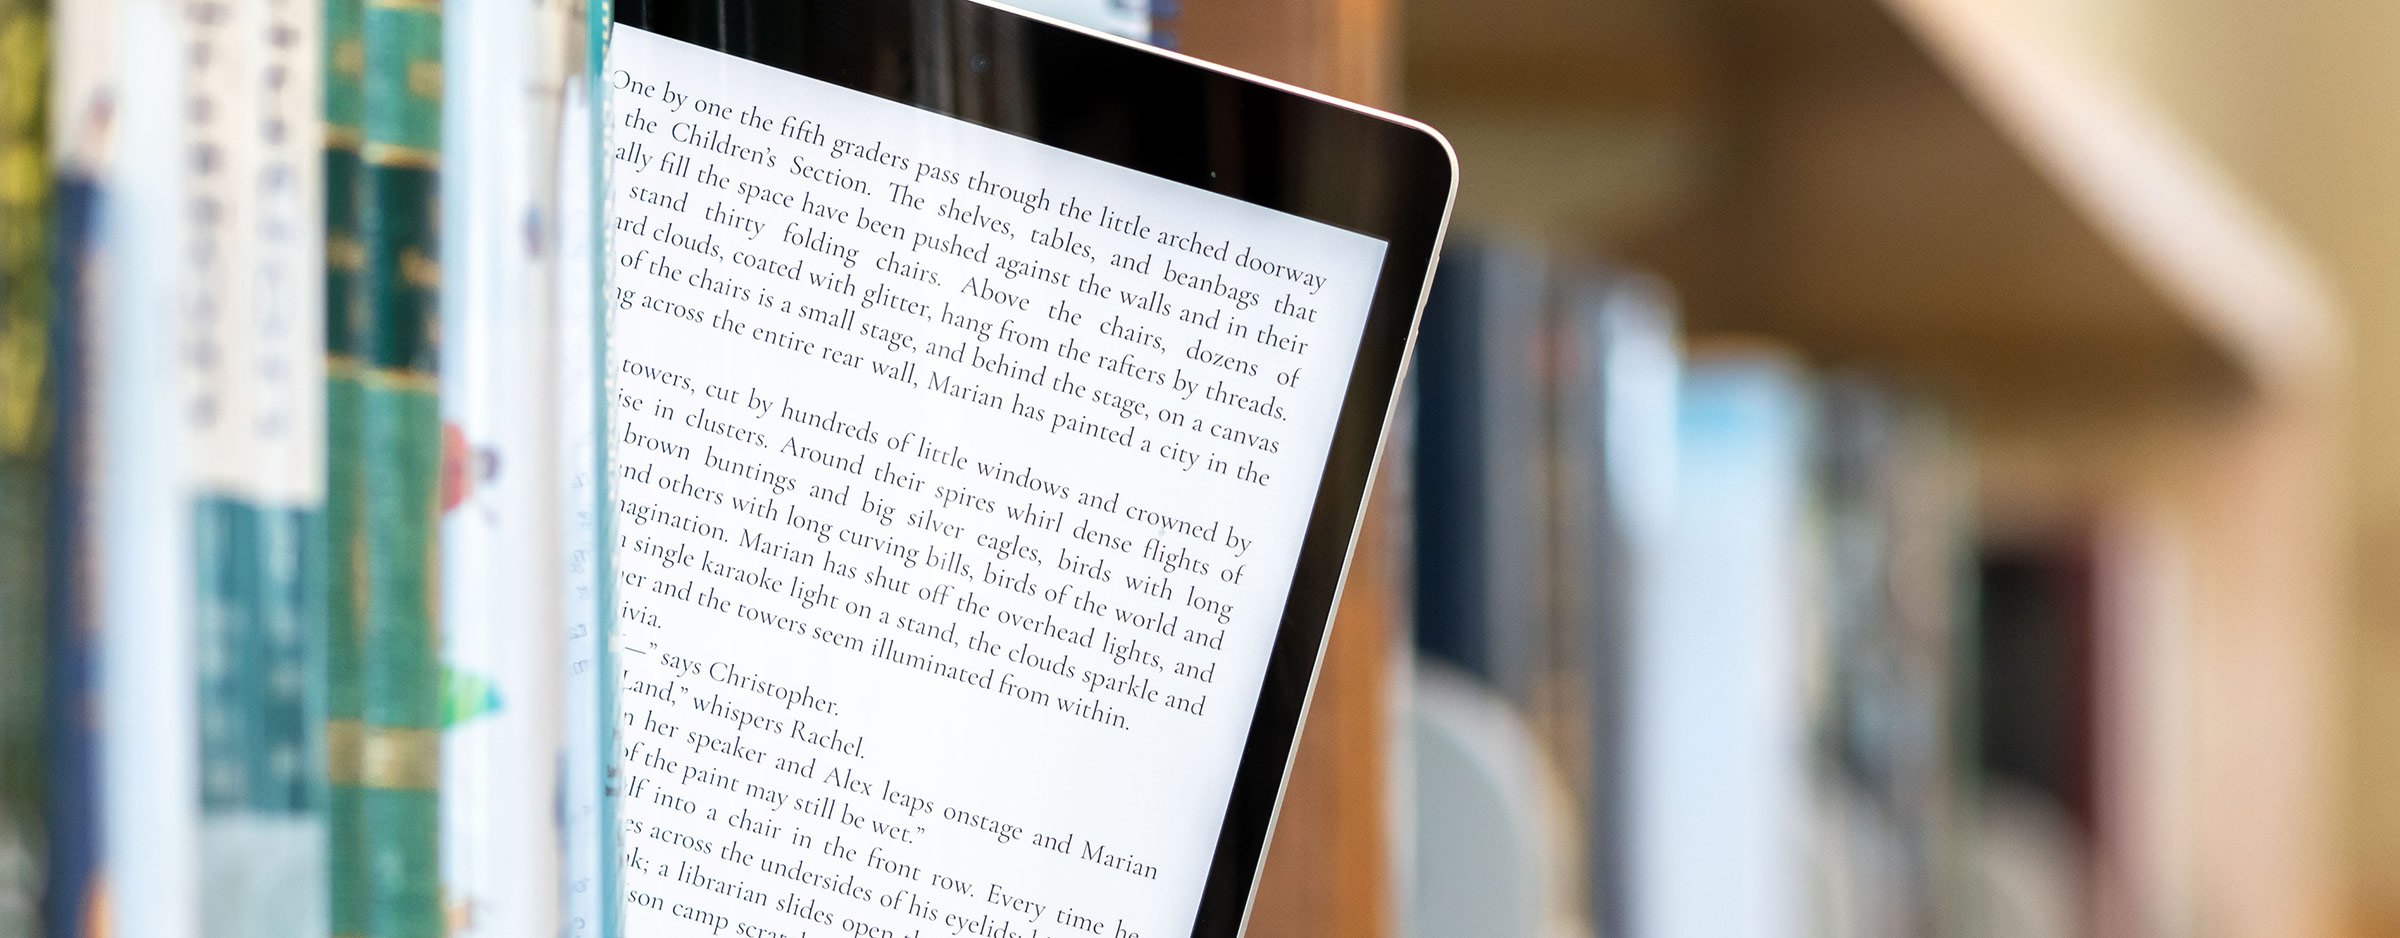 One by one the fifth graders pass through the little arched doorway
the Children's Section. The shelves, tables, and beanbags that
ally fill the space have been pushed against the walls and in their
stand thirty folding chairs. Above the chairs, dozens of
ard clouds, coated with glitter, hang from the rafters by threads.
of the chairs is a small stage, and behind the stage, on a canvas
ng across the entire rear wall, Marian has painted a city in the
towers, cut by hundreds of little windows and crowned by
ise in clusters. Around their spires whirl dense flights of
brown buntings and big silver eagles, birds with long
nd others with long curving bills, birds of the world and
nagination. Marian has shut off the overhead lights, and
single karaoke light on a stand, the clouds sparkle and
er and the towers seem illuminated from within.
ivia.
—” says Christopher.
Land,” whispers Rachel.
n her speaker and Alex leaps onstage and Marian
of the paint may still be wet.”
lf into a chair in the front row. Every time he
es across the undersides of his eyelids:
k; a librarian slides open
son camp